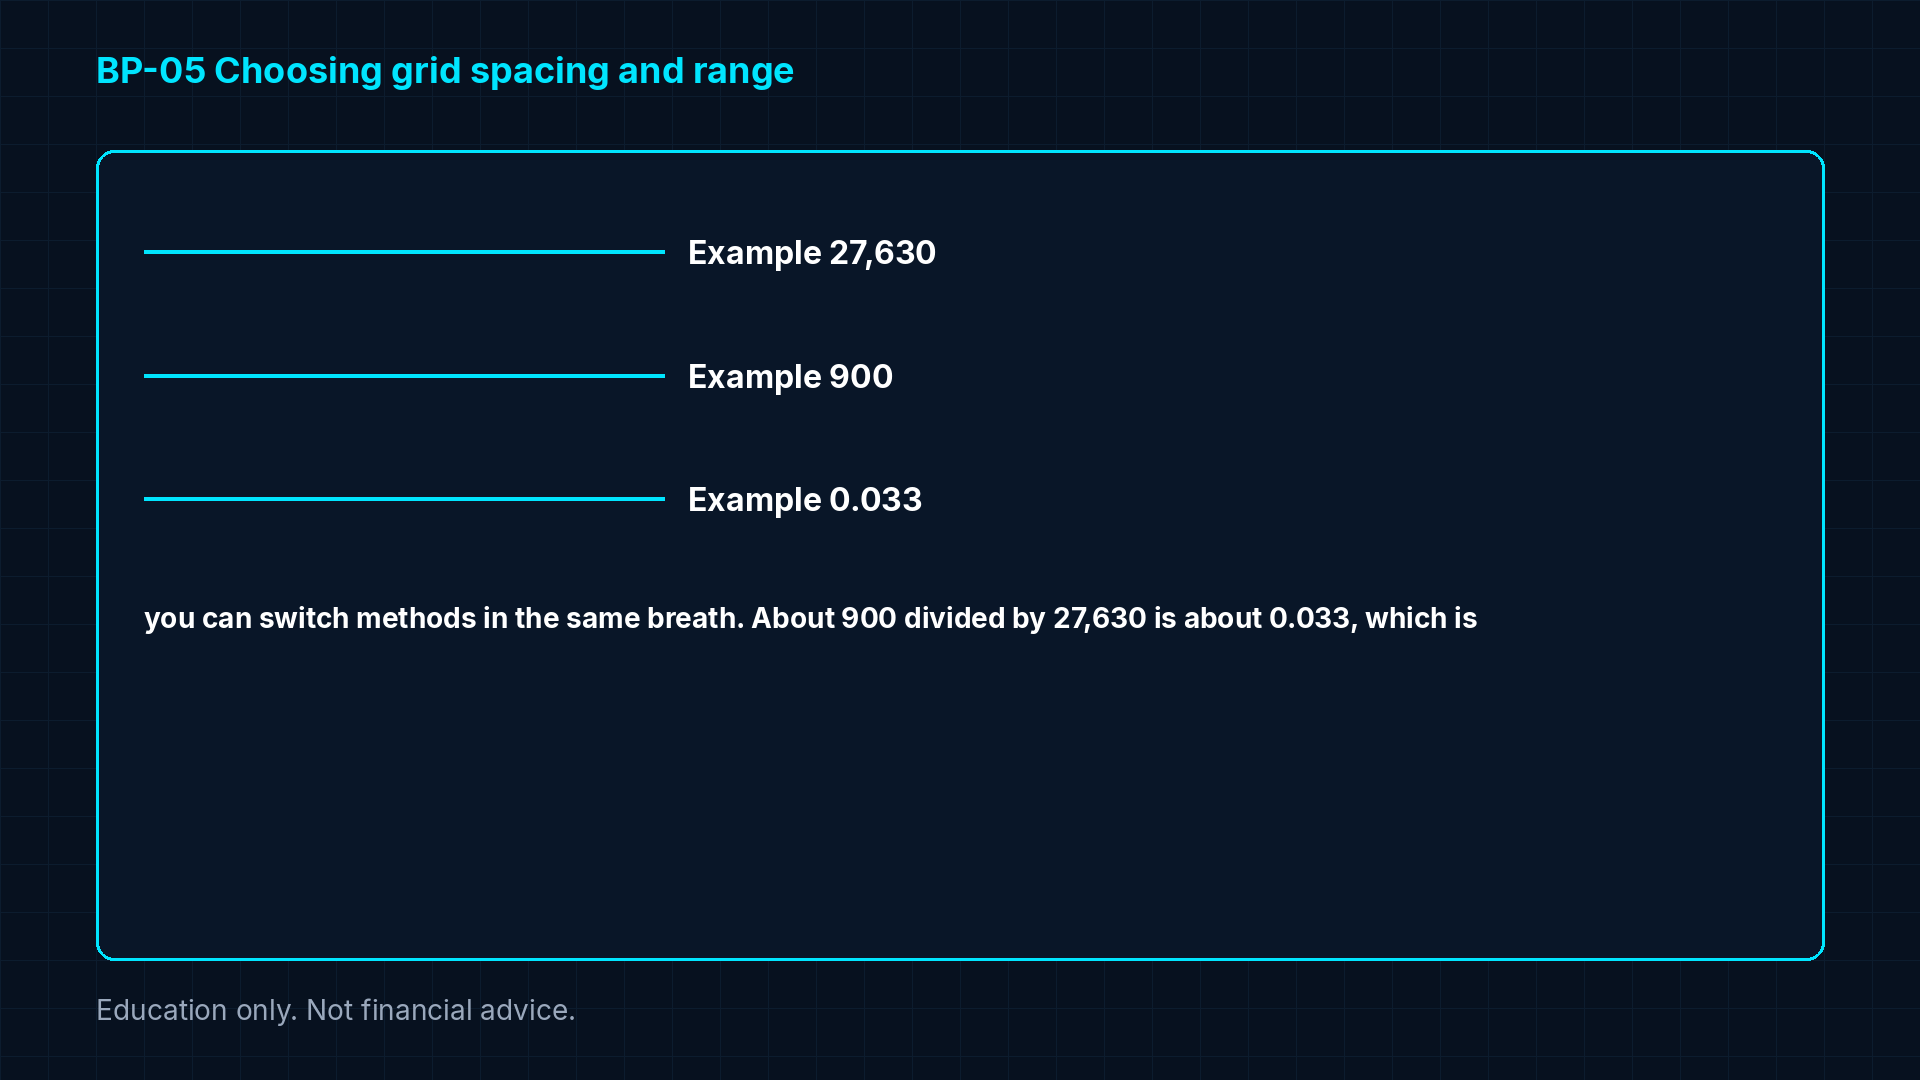 BP-05 Choosing grid spacing and range
Example 27,630
Example 900
Example 0.033
you can switch methods in the same breath. About 900 divided by 27,630 is about 0.033, which is
Education only. Not financial advice.